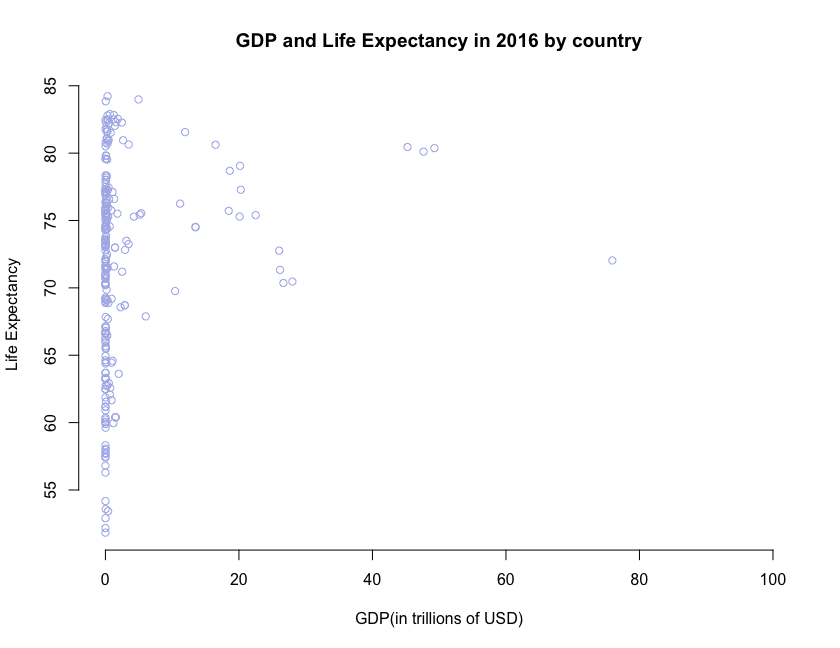 GDP and Life Expectancy in 2016 by country
85
80
75
70
65
60
55
Life Expectancy
0 20 40 60 80 100
GDP(in trillions of USD)